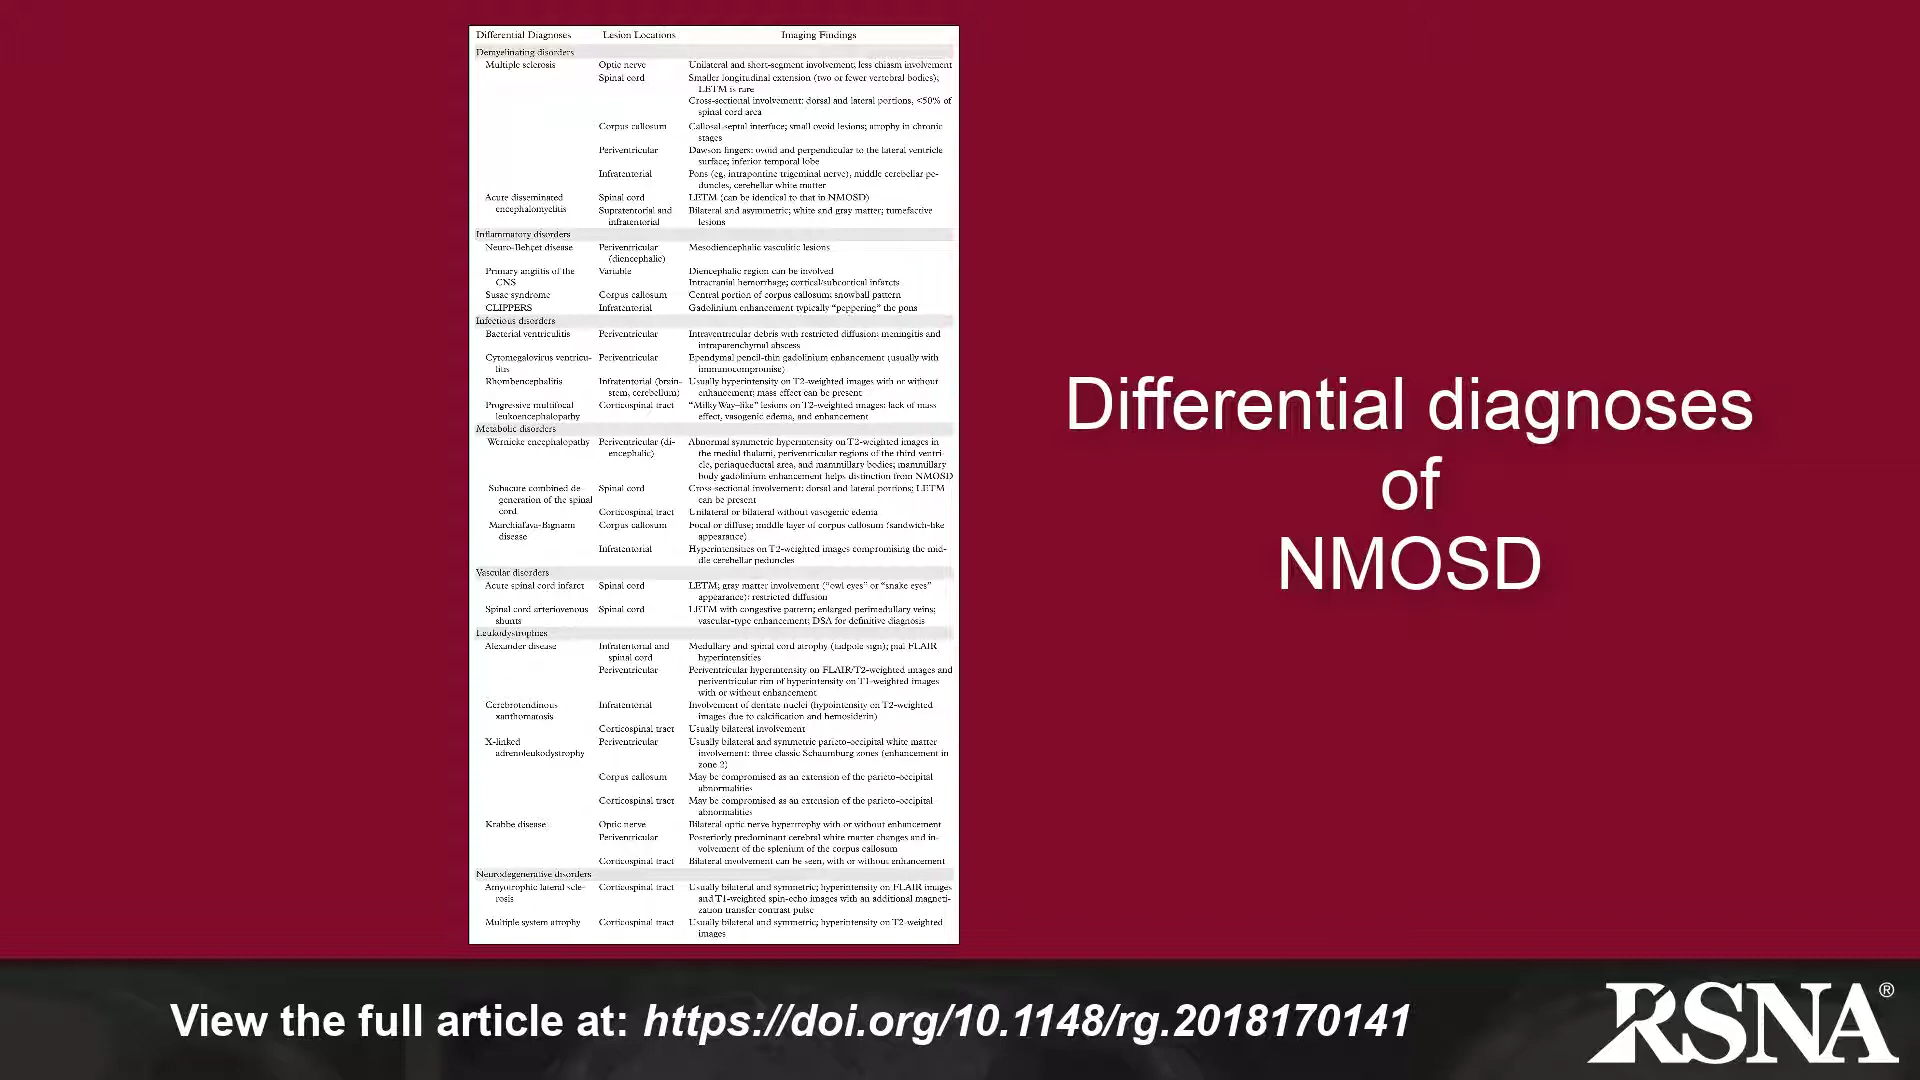 Differential Diagnoses Lesion Locations Imaging Findings
Demyelinating disorders
Multiple sclerosis Optic nerve Unilateral and short-segment involvement; less chiasm involvement
Spinal cord Smaller longitudinal extension (two or fewer vertebral bodies);
LETM is rare
Cross-sectional involvement: dorsal and lateral portions, <50% of
spinal cord area
Corpus callosum Callosal-septal interface; small ovoid lesions; atrophy in chronic
stages
Periventricular Dawson fingers: ovoid and perpendicular to the lateral ventricle
surface; inferior temporal lobe
Infratentorial Pons (eg, intrapontine trigeminal nerve), middle cerebellar pe-
duncles, cerebellar white matter
Acute disseminated Spinal cord LETM (can be identical to that in NMOSD)
encephalomyelitis Supratentorial and Bilateral and asymmetric; white and gray matter; tumefactive
infratentorial lesions
Inflammatory disorders
Neuro-Behçet disease Periventricular Mesodiencephalic vasculitic lesions
(diencephalic)
Primary angiitis of the Variable Diencephalic region can be involved
CNS Intracranial hemorrhage; cortical/subcortical infarcts
Susac syndrome Corpus callosum Central portion of corpus callosum; snowball pattern
CLIPPERS Infratentorial Gadolinium enhancement typically “peppering” the pons
Infectious disorders
Bacterial ventriculitis Periventricular Intraventricular debris with restricted diffusion; meningitis and
intraparenchymal abscess
Cytomegalovirus ventricu- Periventricular Ependymal pencil-thin gadolinium enhancement (usually with
litis immunocompromise)
Rhombencephalitis Infratentorial (brain- Usually hyperintensity on T2-weighted images with or without
stem, cerebellum) enhancement; mass effect can be present
Progressive multifocal Corticospinal tract “Milky Way–like” lesions on T2-weighted images; lack of mass
leukoencephalopathy effect, vasogenic edema, and enhancement
Metabolic disorders
Wernicke encephalopathy Periventricular (di- Abnormal symmetric hyperintensity on T2-weighted images in
encephalic) the medial thalami, periventricular regions of the third ventri-
cle, periaqueductal area, and mammillary bodies; mammillary
body gadolinium enhancement helps distinction from NMOSD
Subacute combined de- Spinal cord Cross-sectional involvement: dorsal and lateral portions; LETM
generation of the spinal can be present
cord Corticospinal tract Unilateral or bilateral without vasogenic edema
Marchiafava-Bignami Corpus callosum Focal or diffuse; middle layer of corpus callosum (sandwich-like
disease appearance)
Infratentorial Hyperintensities on T2-weighted images compromising the mid-
dle cerebellar peduncles
Vascular disorders
Acute spinal cord infarct Spinal cord LETM; gray matter involvement (“owl eyes” or “snake eyes”
appearance); restricted diffusion
Spinal cord arteriovenous Spinal cord LETM with congestive pattern; enlarged perimedullary veins;
shunts vascular-type enhancement; DSA for definitive diagnosis
Leukodystrophies
Alexander disease Infratentorial and Medullary and spinal cord atrophy (tadpole sign); pial FLAIR
spinal cord hyperintensities
Periventricular Periventricular hyperintensity on FLAIR/T2-weighted images and
periventricular rim of hyperintensity on T1-weighted images
with or without enhancement
Cerebrotendinous Infratentorial Involvement of dentate nuclei (hypointensity on T2-weighted
xanthomatosis images due to calcification and hemosiderin)
Corticospinal tract Usually bilateral involvement
X-linked Periventricular Usually bilateral and symmetric parieto-occipital white matter
adrenoleukodystrophy involvement: three classic Schaumburg zones (enhancement in
zone 2)
Corpus callosum May be compromised as an extension of the parieto-occipital
abnormalities
Corticospinal tract May be compromised as an extension of the parieto-occipital
abnormalities
Krabbe disease Optic nerve Bilateral optic nerve hypertrophy with or without enhancement
Periventricular Posteriorly predominant cerebral white matter changes and in-
volvement of the splenium of the corpus callosum
Corticospinal tract Bilateral involvement can be seen, with or without enhancement
Neurodegenerative disorders
Amyotrophic lateral scle- Corticospinal tract Usually bilateral and symmetric; hyperintensity on FLAIR images
rosis and T1-weighted spin-echo images with an additional magneti-
zation transfer contrast pulse
Multiple system atrophy Corticospinal tract Usually bilateral and symmetric; hyperintensity on T2-weighted
images
Differential diagnoses
of
NMOSD
View the full article at: https://doi.org/10.1148/rg.2018170141
RSNA®